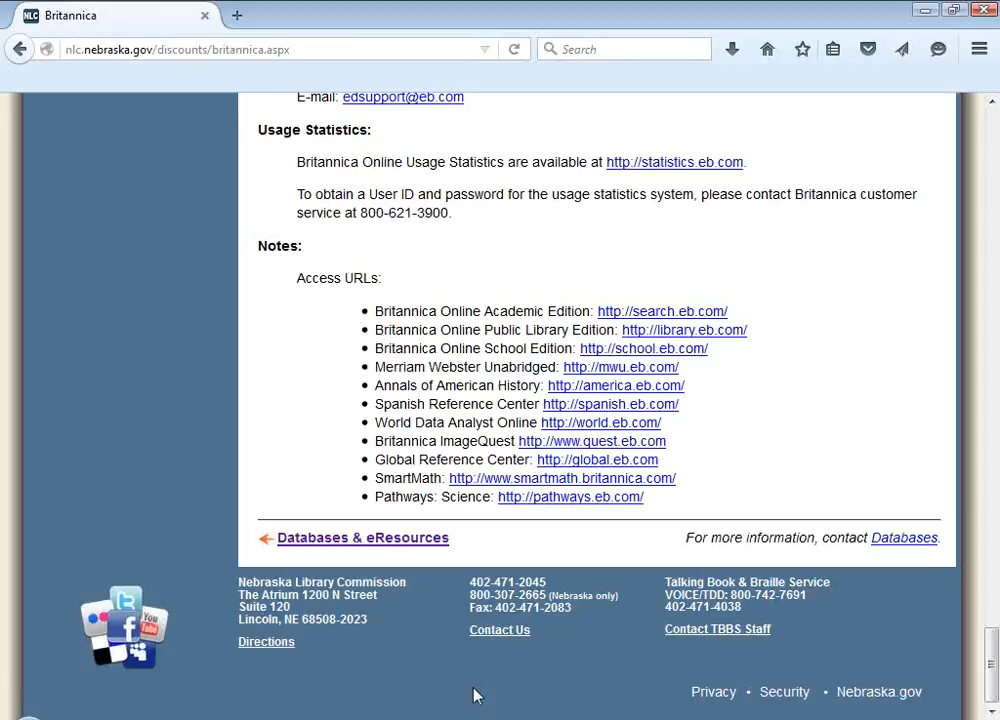 NLC Britannica
nlc.nebraska.gov/discounts/britannica.aspx
Search
E-mail: edsupport@eb.com
Usage Statistics:
Britannica Online Usage Statistics are available at http://statistics.eb.com.
To obtain a User ID and password for the usage statistics system, please contact Britannica customer
service at 800-621-3900.
Notes:
Access URLs:
• Britannica Online Academic Edition: http://search.eb.com/
• Britannica Online Public Library Edition: http://library.eb.com/
• Britannica Online School Edition: http://school.eb.com/
• Merriam Webster Unabridged: http://mwu.eb.com/
• Annals of American History: http://america.eb.com/
• Spanish Reference Center http://spanish.eb.com/
• World Data Analyst Online http://world.eb.com/
• Britannica ImageQuest http://www.quest.eb.com
• Global Reference Center: http://global.eb.com
• SmartMath: http://www.smartmath.britannica.com/
• Pathways: Science: http://pathways.eb.com/
Databases & eResources
For more information, contact Databases.
Nebraska Library Commission
The Atrium 1200 N Street
Suite 120
Lincoln, NE 68508-2023
Directions
402-471-2045
800-307-2665 (Nebraska only)
Fax: 402-471-2083
Contact Us
Talking Book & Braille Service
VOICE/TDD: 800-742-7691
402-471-4038
Contact TBBS Staff
You
Tube
Privacy • Security • Nebraska.gov